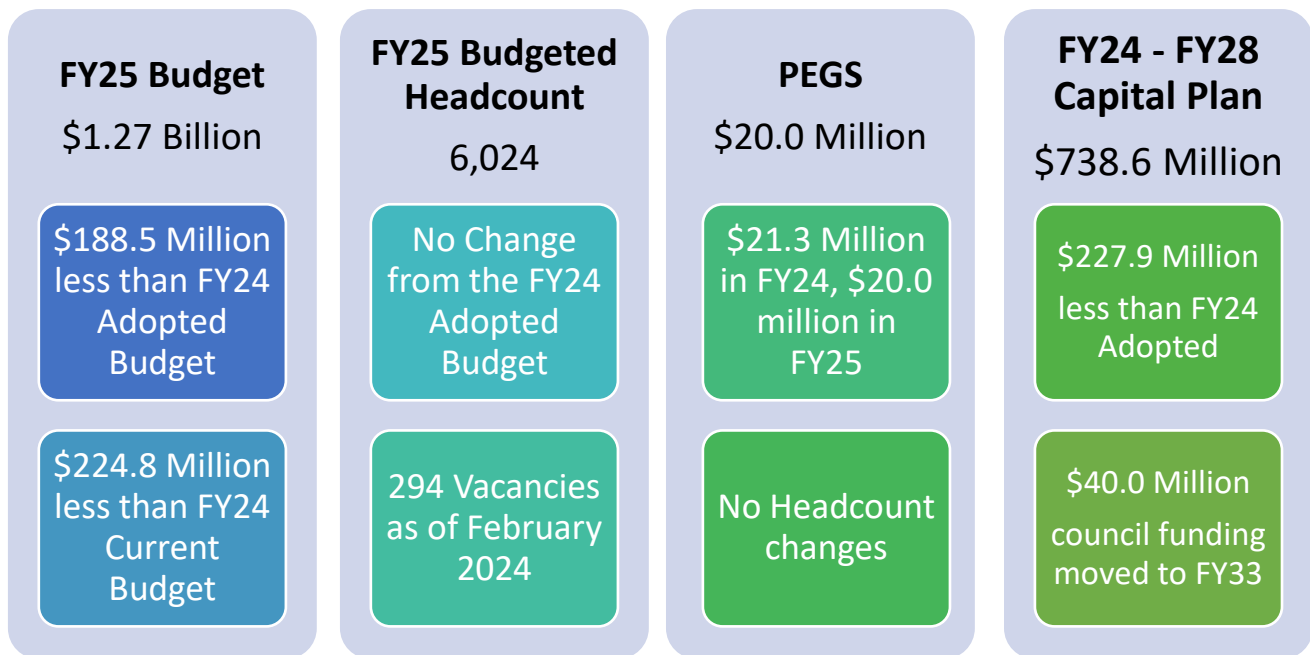 FY25 Budget
$1.27 Billion
$188.5 Million
less than FY24
Adopted
Budget
$224.8 Million
less than FY24
Current
Budget
FY25 Budgeted
Headcount
6,024
No Change
from the FY24
Adopted
Budget
294 Vacancies
as of February
2024
PEGS
$20.0 Million
$21.3 Million
in FY24, $20.0
million in
FY25
No Headcount
changes
FY24 - FY28
Capital Plan
$738.6 Million
$227.9 Million
less than FY24
Adopted
$40.0 Million
council funding
moved to FY33